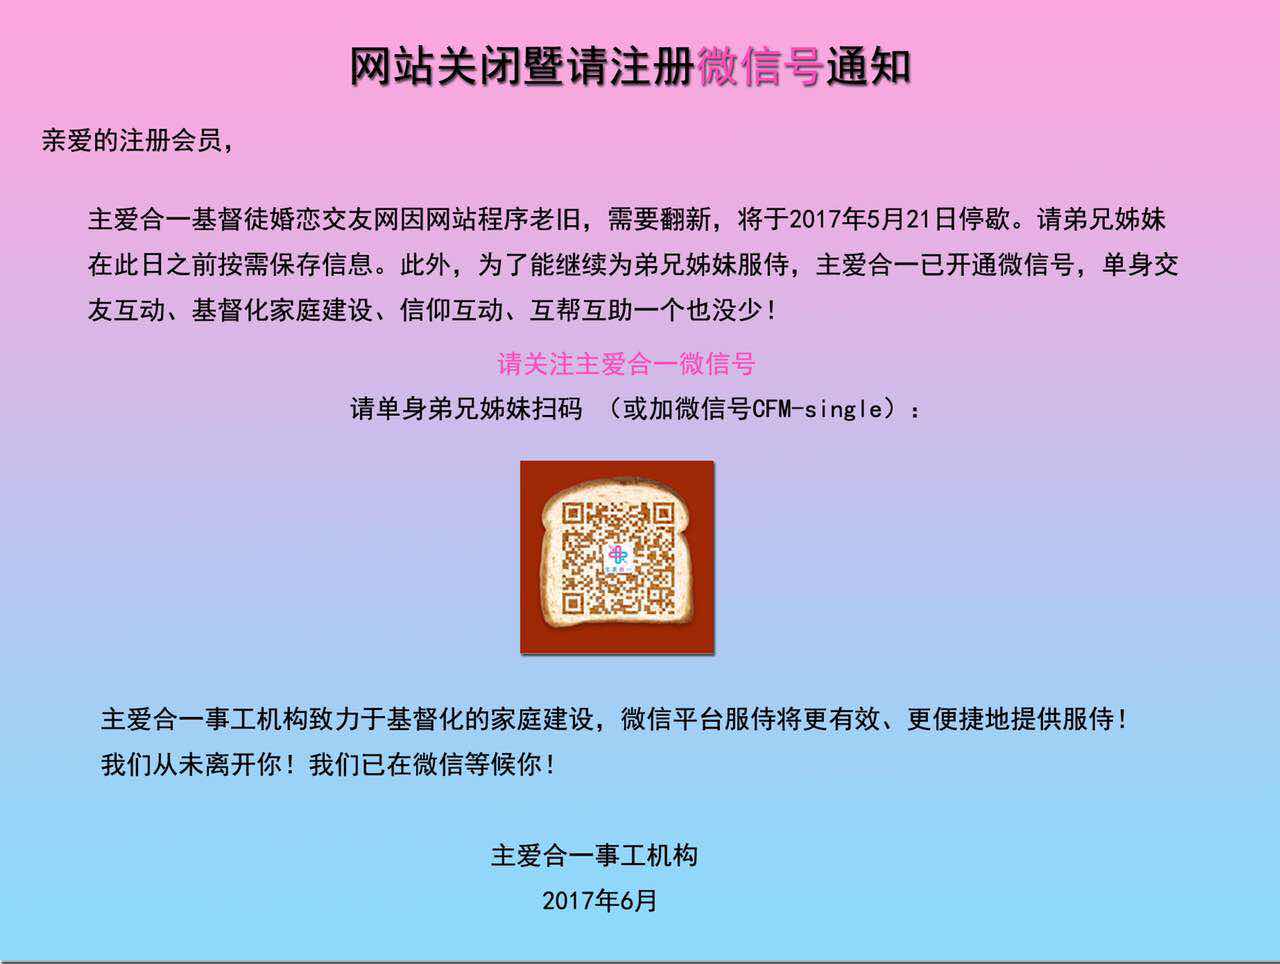 网站关闭暨请注册微信号通知
亲爱的注册会员，
主爱合一基督徒婚恋交友网因网站程序老旧，需要翻新，将于2017年5月21日停歇。请弟兄姊妹
在此日之前按需保存信息。此外，为了能继续为弟兄姊妹服侍，主爱合一已开通微信号，单身交
友互动、基督化家庭建设、信仰互动、互帮互助一个也没少！
请关注主爱合一微信号
请单身弟兄姊妹扫码 （或加微信号CFM-single）：
主爱合一
主爱合一事工机构致力于基督化的家庭建设，微信平台服侍将更有效、更便捷地提供服侍！
我们从未离开你！我们已在微信等候你！
主爱合一事工机构
2017年6月